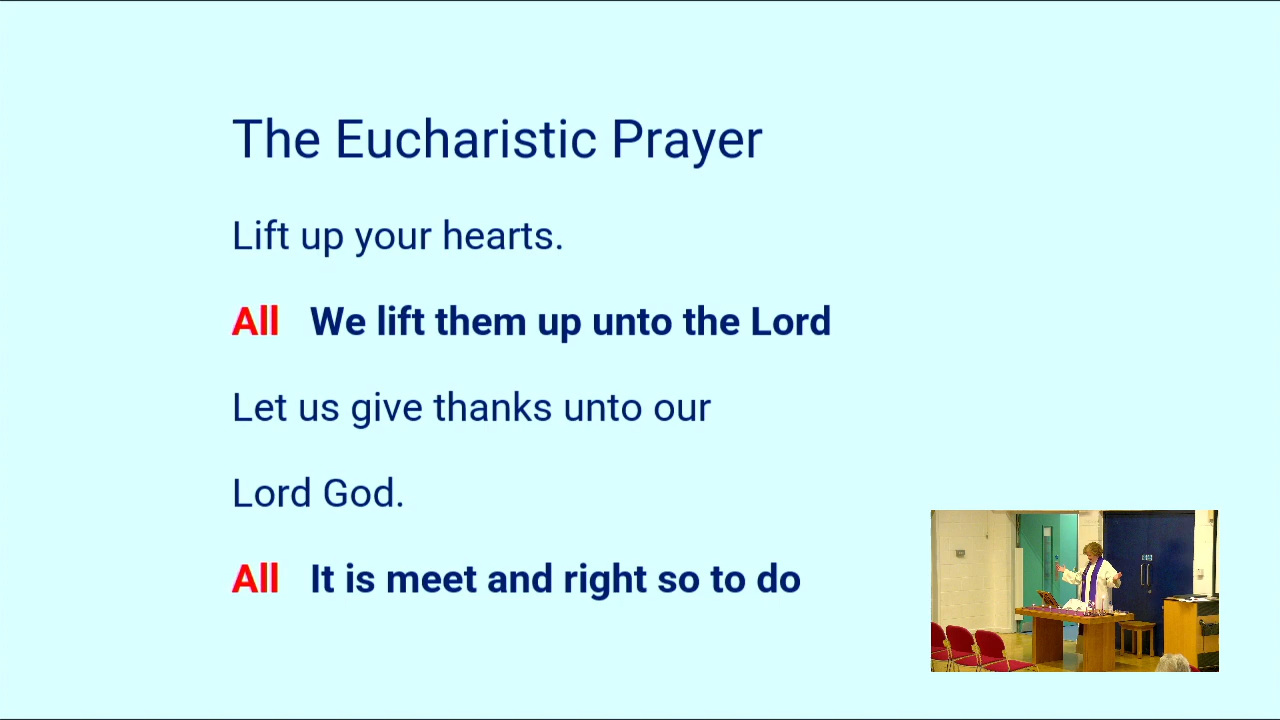 The Eucharistic Prayer
Lift up your hearts.
All We lift them up unto the Lord
Let us give thanks unto our
Lord God.
All It is meet and right so to do